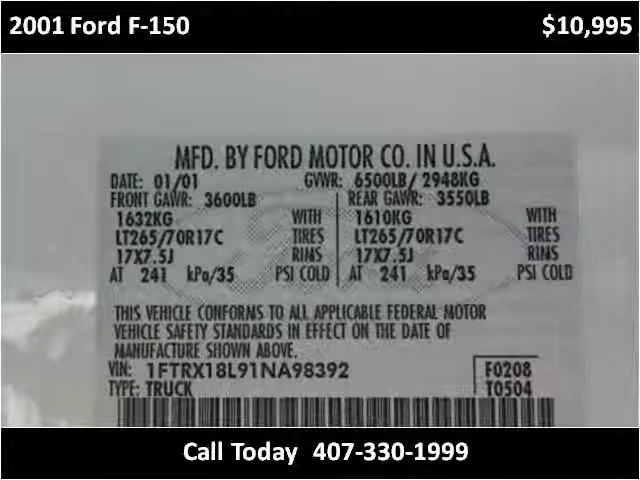 2001 Ford F-150 $10,995
MFD. BY FORD MOTOR CO. IN U.S.A.
DATE: 01/01 GVWR: 6500LB/ 2948KG
FRONT GAWR: 3600LB REAR GAWR: 3550LB
1632KG WITH 1610KG WITH
LT265/70R17C TIRES LT265/70R17C TIRES
17X7.5J RIMS 17X7.5J RIMS
AT 241 kPa/35 PSI COLD AT 241 kPa/35 PSI COLD
THIS VEHICLE CONFORMS TO ALL APPLICABLE FEDERAL MOTOR
VEHICLE SAFETY STANDARDS IN EFFECT ON THE DATE OF
MANUFACTURE SHOWN ABOVE.
VIN: 1FTRX18L91NA98392 F0208
TYPE: TRUCK T0504
Call Today 407-330-1999